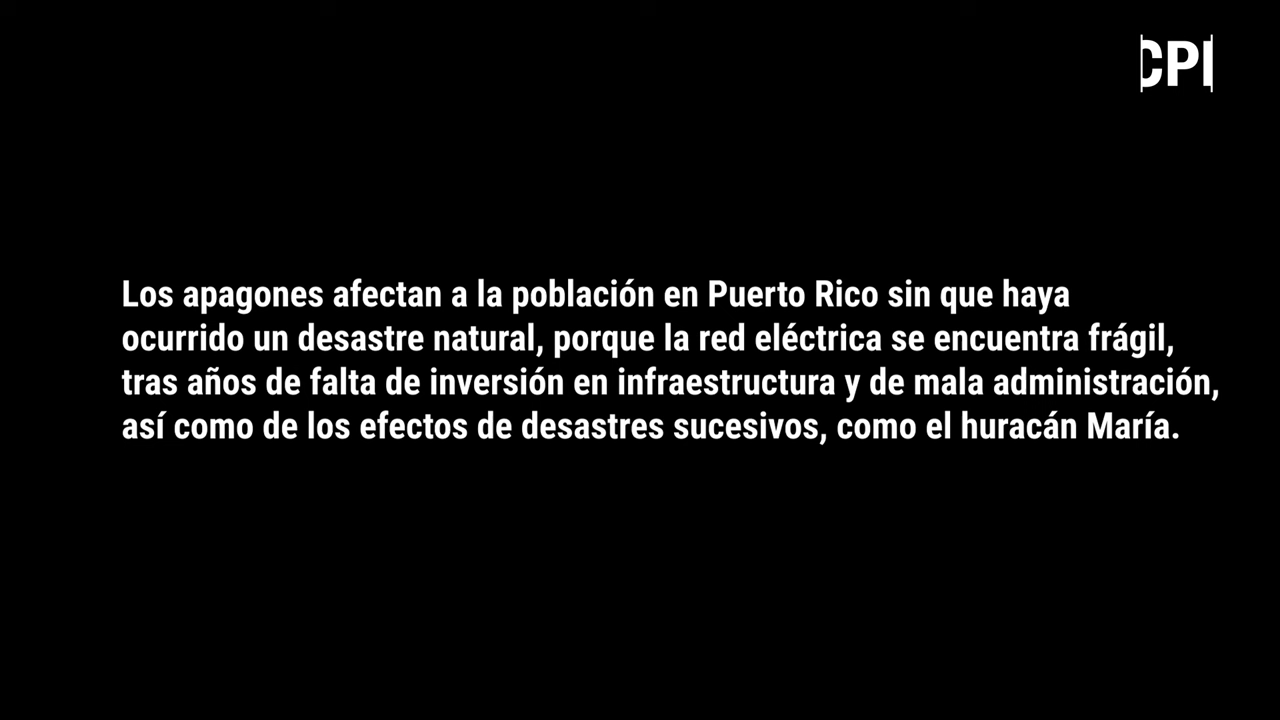 CPI
Los apagones afectan a la población en Puerto Rico sin que haya
ocurrido un desastre natural, porque la red eléctrica se encuentra frágil,
tras años de falta de inversión en infraestructura y de mala administración,
así como de los efectos de desastres sucesivos, como el huracán María.